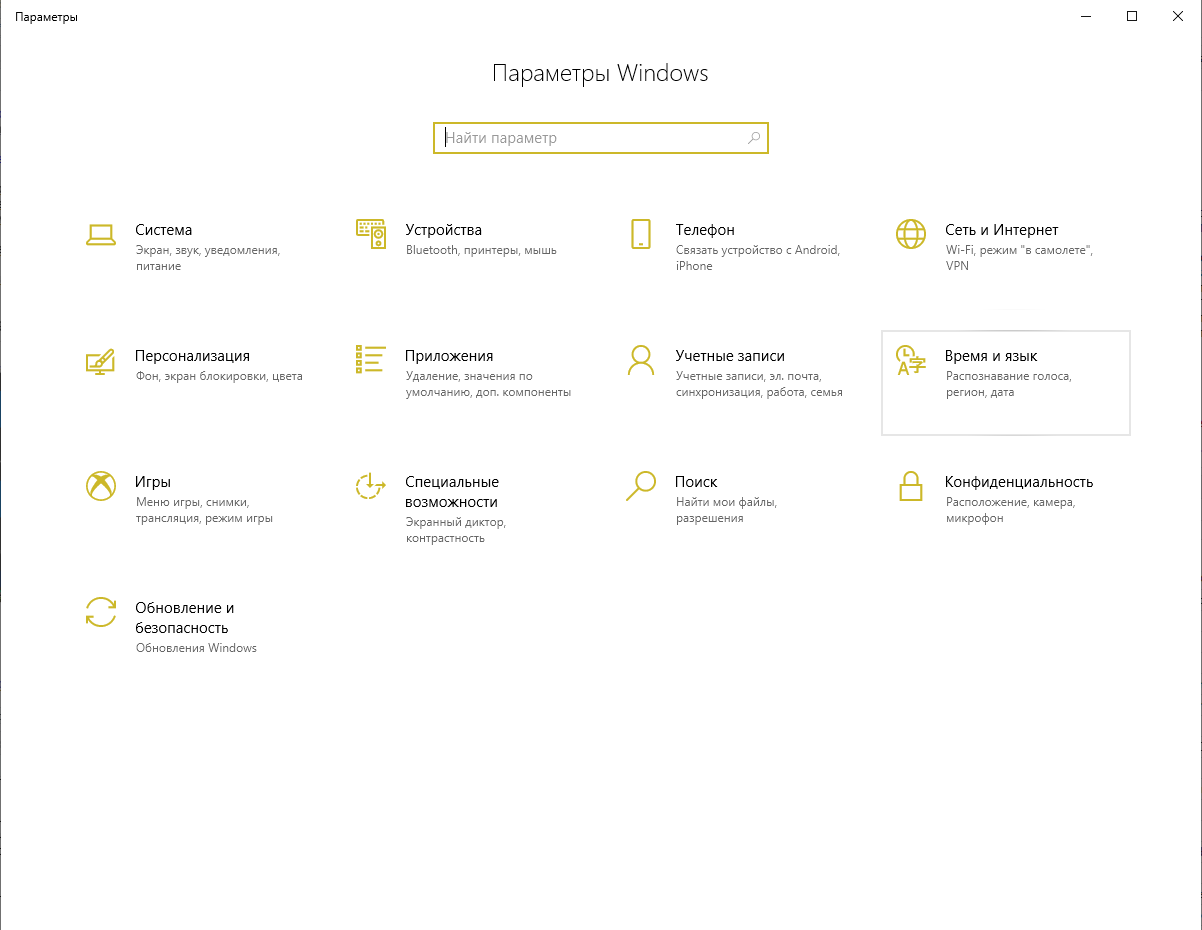 Параметры
Параметры Windows
Найти параметр
Система
Экран, звук, уведомления,
питание
Устройства
Bluetooth, принтеры, мышь
Телефон
Связать устройство с Android,
iPhone
Сеть и Интернет
Wi-Fi, режим "в самолете",
VPN
Персонализация
Фон, экран блокировки, цвета
Приложения
Удаление, значения по
умолчанию, доп. компоненты
Учетные записи
Учетные записи, эл. почта,
синхронизация, работа, семья
Время и язык
Распознавание голоса,
регион, дата
Игры
Меню игры, снимки,
трансляция, режим игры
Специальные
возможности
Экранный диктор,
контрастность
Поиск
Найти мои файлы,
разрешения
Конфиденциальность
Расположение, камера,
микрофон
Обновление и
безопасность
Обновления Windows